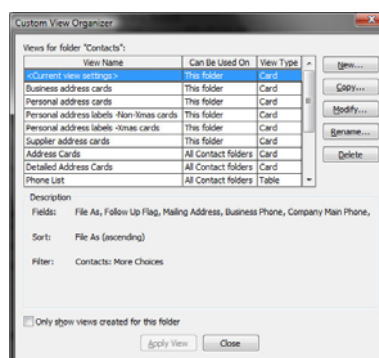 Custom View Organizer
Views for folder "Contacts":
View Name Can Be Used On View Type
<Current view settings> This folder Card
Business address cards This folder Card
Personal address cards This folder Card
Personal address labels -Non-Xmas cards This folder Card
Personal address labels -Xmas cards This folder Card
Supplier address cards This folder Card
Address Cards All Contact folders Card
Detailed Address Cards All Contact folders Card
Phone List All Contact folders Table
New...
Copy...
Modify...
Rename...
Delete
Description
Fields: File As, Follow Up Flag, Mailing Address, Business Phone, Company Main Phone,
Sort: File As (ascending)
Filter: Contacts: More Choices
Only show views created for this folder
Apply View Close